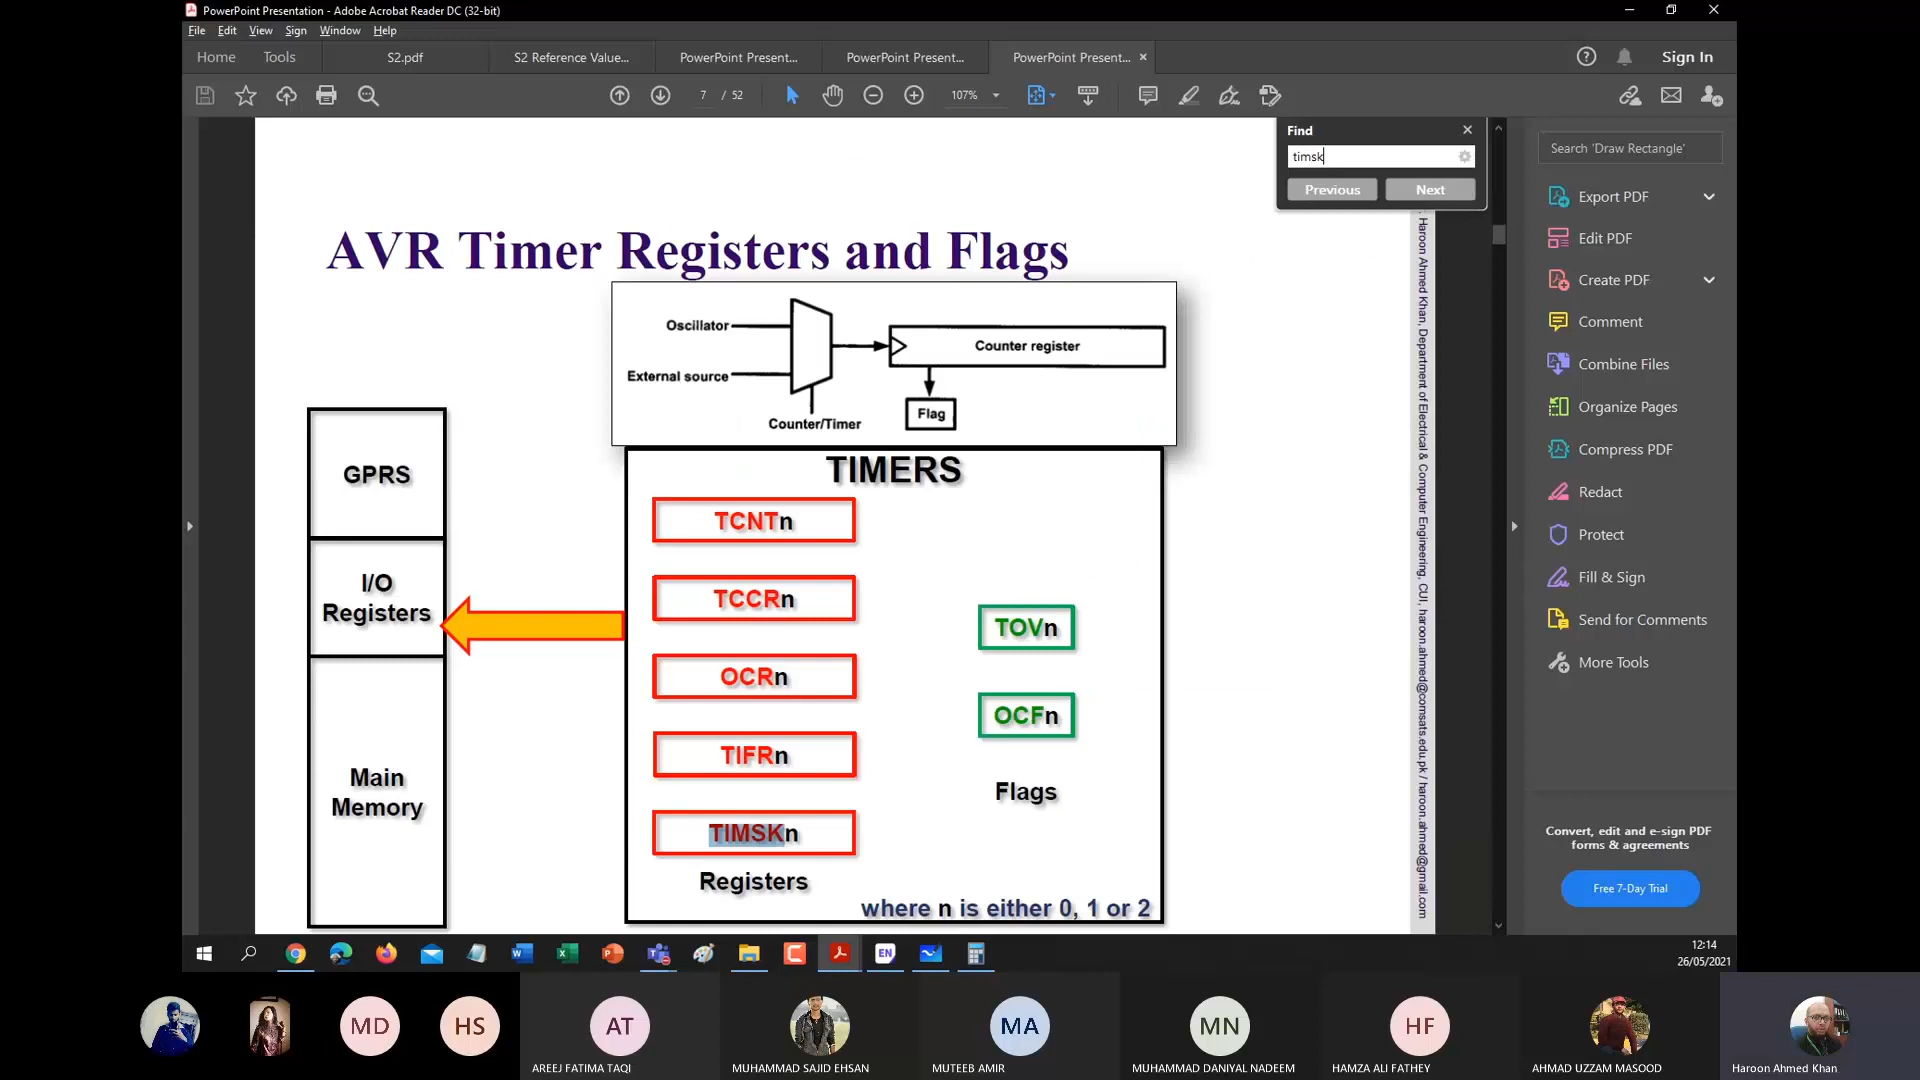 PowerPoint Presentation - Adobe Acrobat Reader DC (32-bit)
File Edit View Sign Window Help
Home Tools S2.pdf S2 Reference Value... PowerPoint Present... PowerPoint Present... PowerPoint Present... Sign In
7 / 52 107%
Find
timsk
Previous Next
Search 'Draw Rectangle'
Export PDF
Edit PDF
Create PDF
Comment
Combine Files
Organize Pages
Compress PDF
Redact
Protect
Fill & Sign
Send for Comments
More Tools
Convert, edit and e-sign PDF
forms & agreements
Free 7-Day Trial
AVR Timer Registers and Flags
Oscillator
External source
Counter/Timer
Counter register
Flag
GPRS
I/O
Registers
Main
Memory
TIMERS
TCNTn
TCCRn
OCRn
TIFRn
TIMSKn
Registers
TOVn
OCFn
Flags
where n is either 0, 1 or 2
Haroon Ahmed Khan, Department of Electrical & Computer Engineering, CUI, haroon.ahmed@comsats.edu.pk / haroon.ahmed@gmail.com
EN
12:14
26/05/2021
MD
HS
AT
MA
MN
HF
AREEJ FATIMA TAQI
MUHAMMAD SAJID EHSAN
MUTEEB AMIR
MUHAMMAD DANIYAL NADEEM
HAMZA ALI FATHEY
AHMAD UZZAM MASOOD
Haroon Ahmed Khan